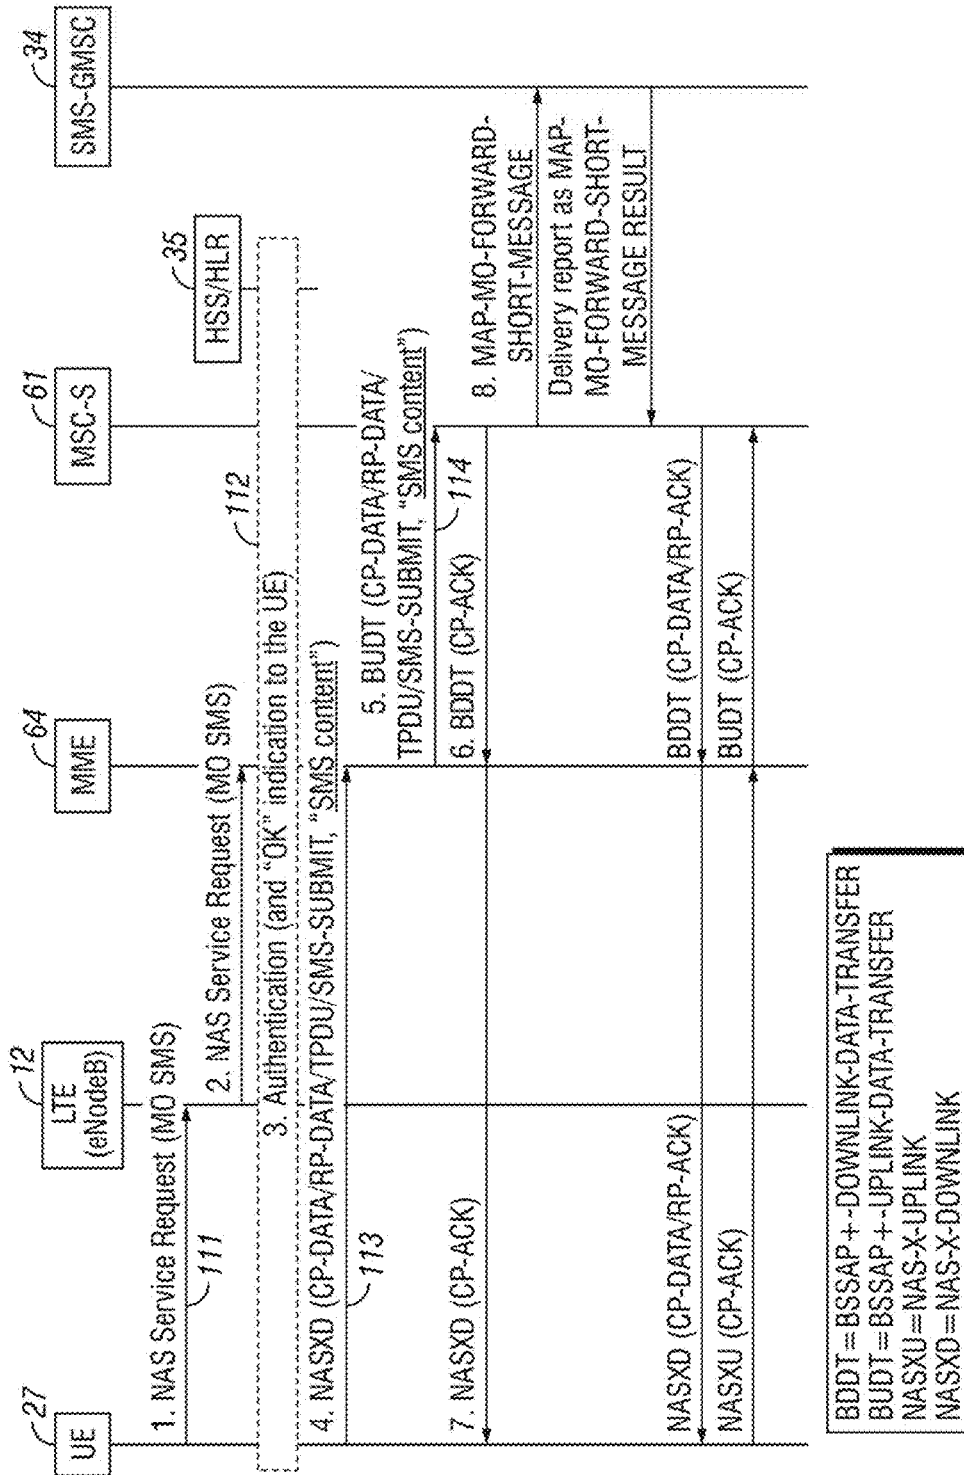 27
UE
12
LTE
(eNodeB)
64
MME
61
MSC-S
35
HSS/HLR
34
SMS-GMSC
1. NAS Service Request (MO SMS)
111
2. NAS Service Request (MO SMS)
112
3. Authentication (and "OK" indication to the UE)
4. NASXD (CP-DATA/RP-DATA/TPDU/SMS-SUBMIT, "SMS content")
113
5. BUDT (CP-DATA/RP-DATA/
TPDU/SMS-SUBMIT, "SMS content")
114
6. BDDT (CP-ACK)
7. NASXD (CP-ACK)
8. MAP-MO-FORWARD-
SHORT-MESSAGE
Delivery report as MAP-
MO-FORWARD-SHORT-
MESSAGE RESULT
BDDT (CP-DATA/RP-ACK)
NASXD (CP-DATA/RP-ACK)
NASXU (CP-ACK)
BUDT (CP-ACK)
BDDT=BSSAP+-DOWNLINK-DATA-TRANSFER
BUDT=BSSAP+-UPLINK-DATA-TRANSFER
NASXU=NAS-X-UPLINK
NASXD=NAS-X-DOWNLINK